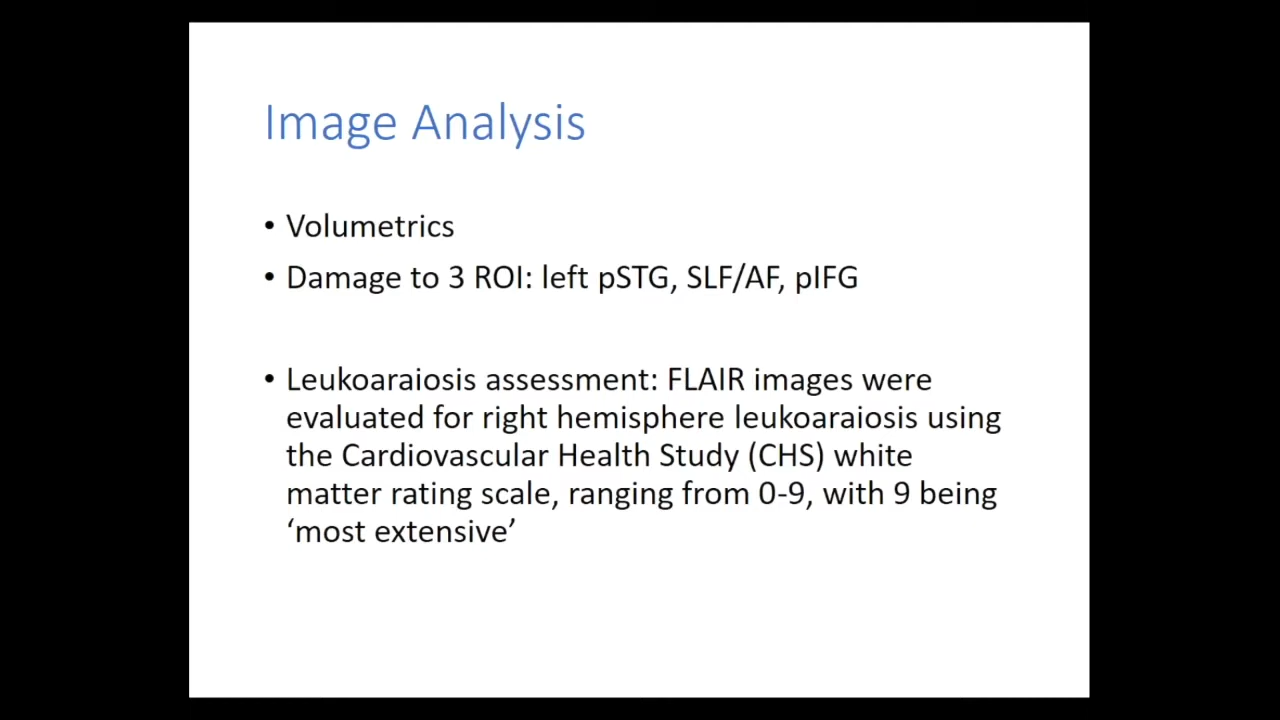 Image Analysis
• Volumetrics
• Damage to 3 ROI: left pSTG, SLF/AF, pIFG
• Leukoaraiosis assessment: FLAIR images were
evaluated for right hemisphere leukoaraiosis using
the Cardiovascular Health Study (CHS) white
matter rating scale, ranging from 0-9, with 9 being
‘most extensive’